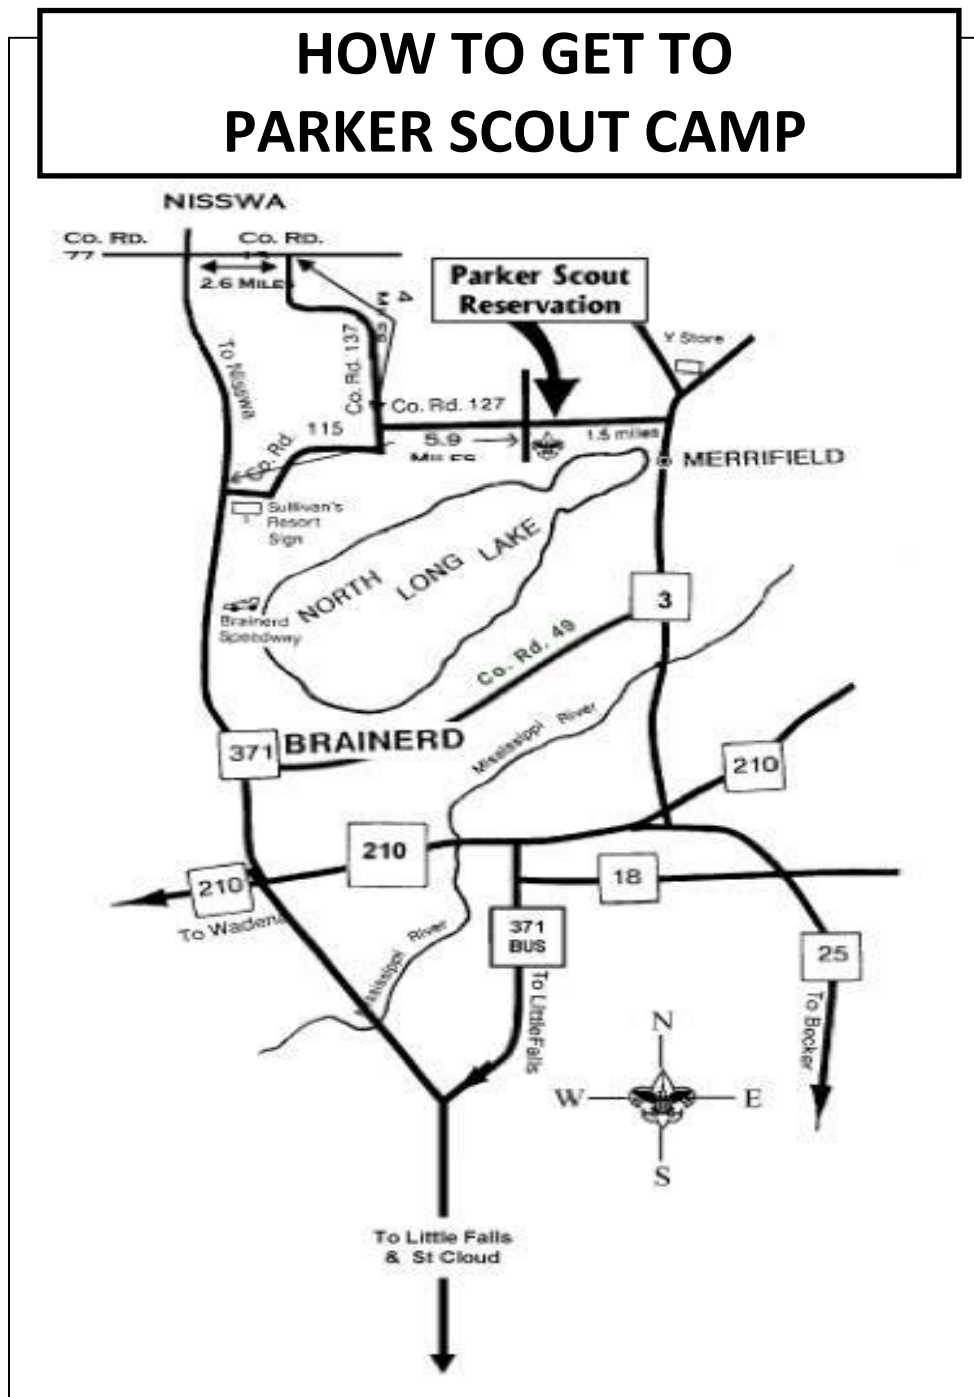 HOW TO GET TO
PARKER SCOUT CAMP
NISSWA
Co. Rd.
77
Co. Rd.
2.6 MILES
4
Parker Scout
Reservation
Y Store
To Nisswa
Co. Rd. 137
Co. Rd. 127
Co. Rd. 115
5.9
MILES
1.5 miles
MERRIFIELD
Sullivan's
Resort
Sign
NORTH LONG LAKE
Brainerd
Speedway
3
Co. Rd. 49
Mississippi River
371
BRAINERD
210
210
210
18
To Wadena
371
BUS
25
Mississippi River
To LittleFalls
To Becker
N
W
E
S
To Little Falls
& St Cloud